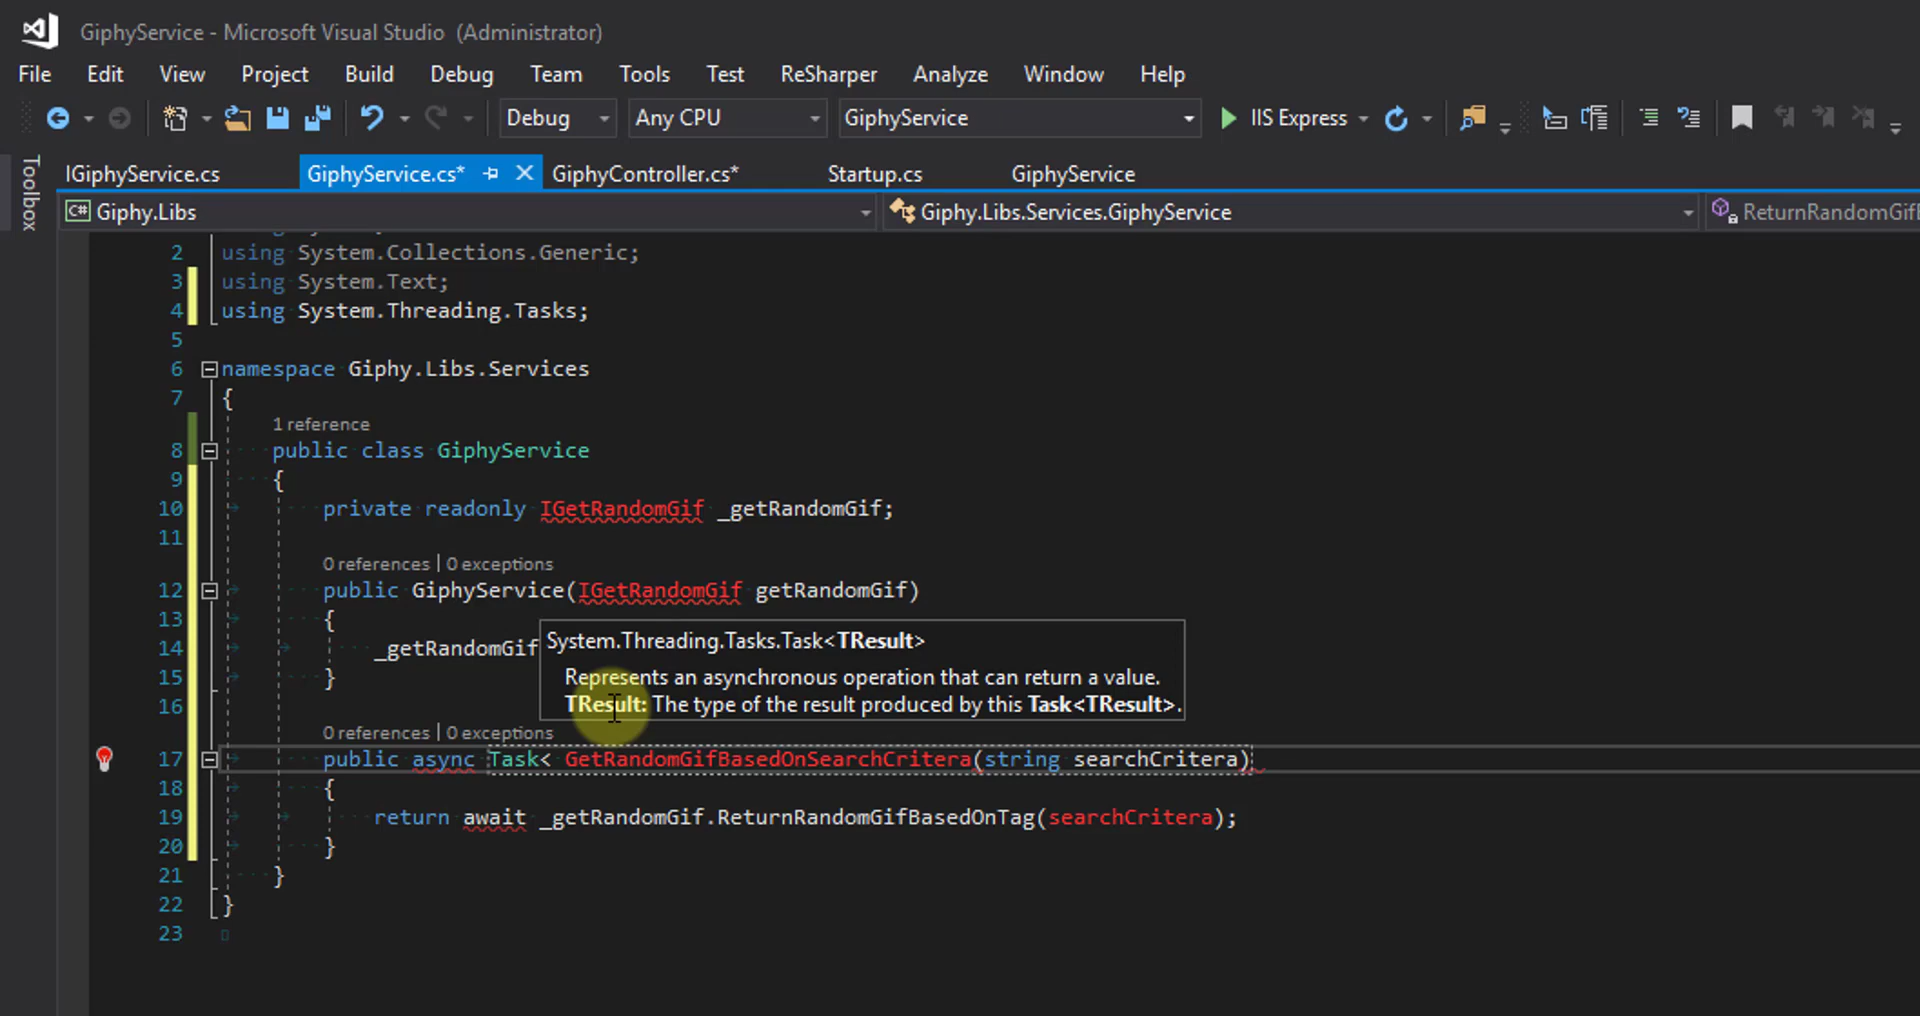 GiphyService - Microsoft Visual Studio (Administrator)
File Edit View Project Build Debug Team Tools Test ReSharper Analyze Window Help
Debug Any CPU GiphyService IIS Express
Toolbox
IGiphyService.cs GiphyService.cs* GiphyController.cs* Startup.cs GiphyService
C# Giphy.Libs Giphy.Libs.Services.GiphyService ReturnRandomGif
2 using System.Collections.Generic;
3 using System.Text;
4 using System.Threading.Tasks;
5
6 namespace Giphy.Libs.Services
7 {
1 reference
8 public class GiphyService
9 {
10 private readonly IGetRandomGif _getRandomGif;
11
0 references | 0 exceptions
12 public GiphyService(IGetRandomGif getRandomGif)
13 {
System.Threading.Tasks.Task<TResult>
14 _getRandomGif
Represents an asynchronous operation that can return a value.
15 }
TResult: The type of the result produced by this Task<TResult>.
16
0 references | 0 exceptions
17 public async Task< GetRandomGifBasedOnSearchCritera(string searchCritera)
18 {
19 return await _getRandomGif.ReturnRandomGifBasedOnTag(searchCritera);
20 }
21 }
22 }
23